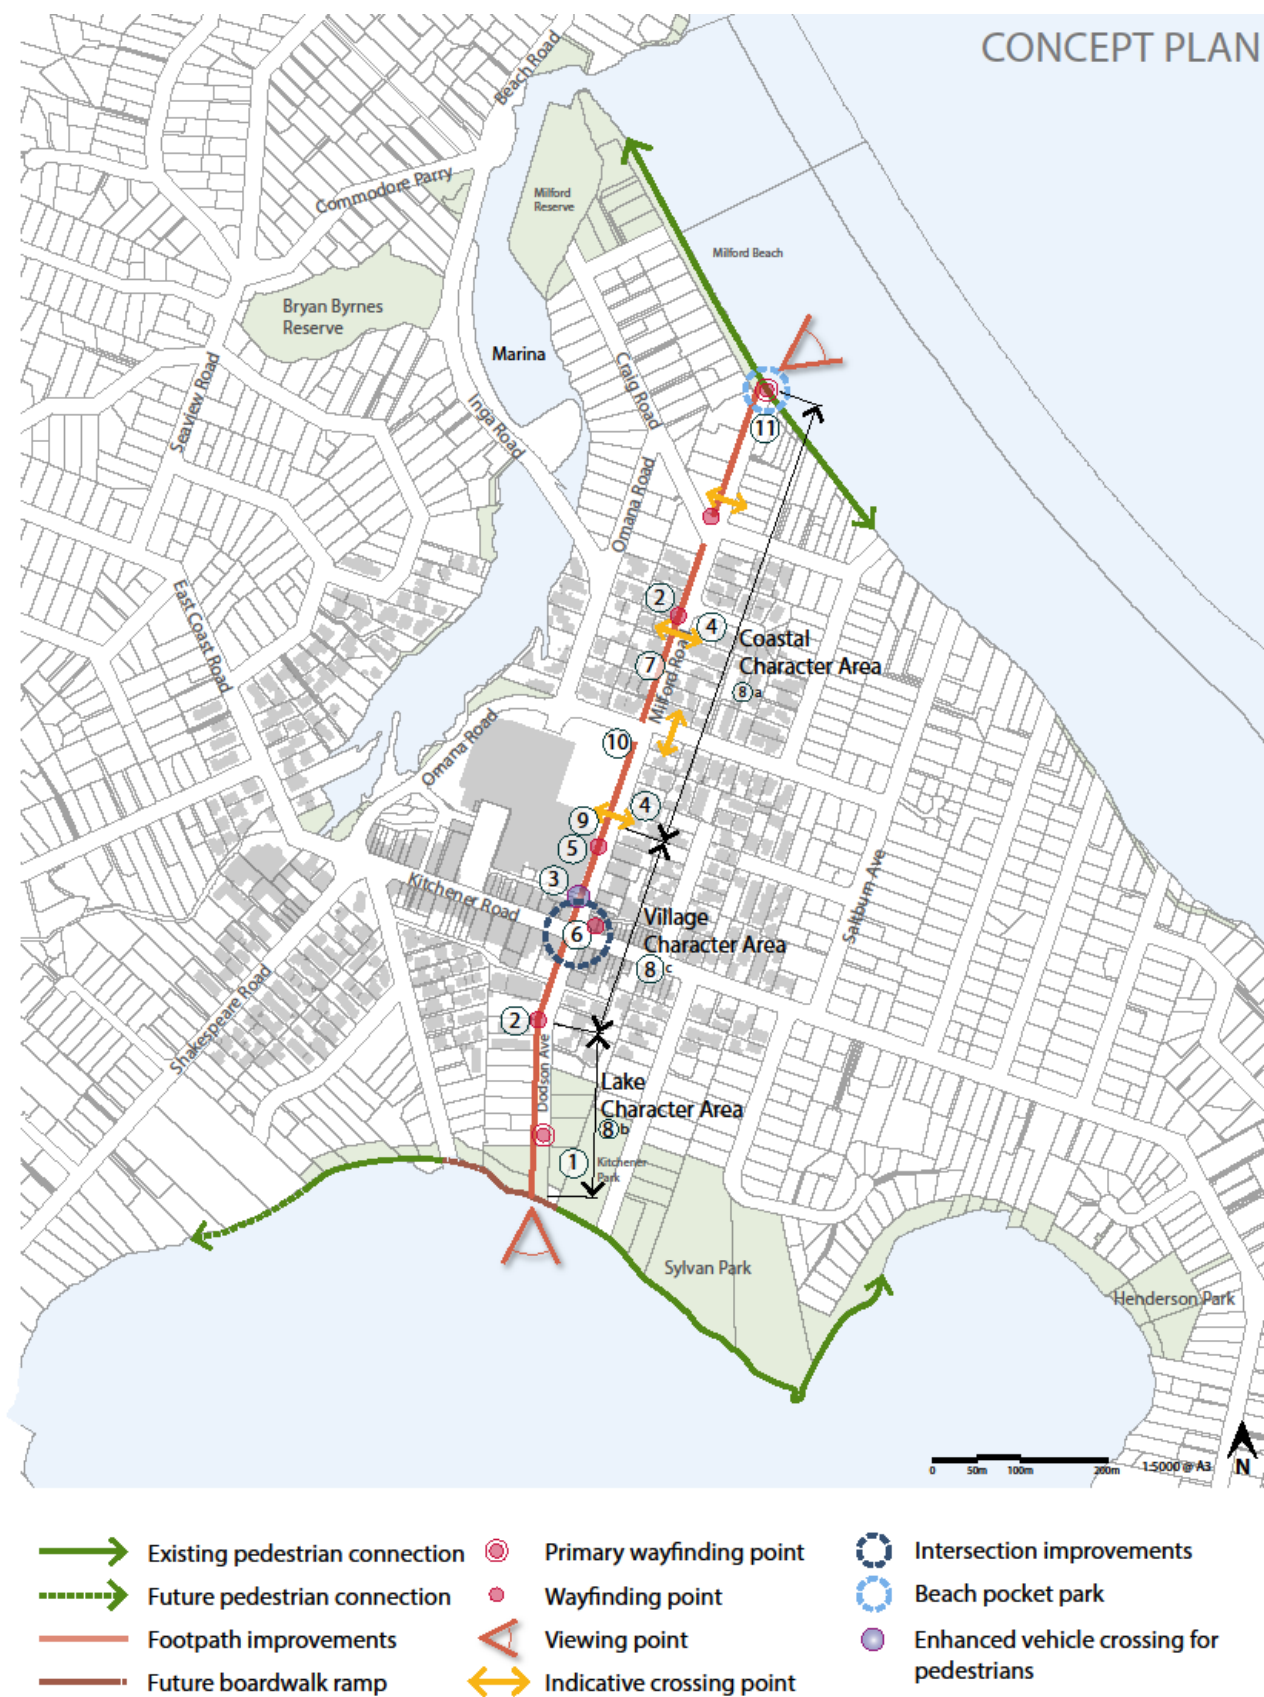 CONCEPT PLAN
Beach Road
Commodore Parry
Milford
Reserve
Milford Beach
Bryan Byrnes
Reserve
Marina
Seaview Road
Craig Road
Inga Road
11
Omana Road
East Coast Road
2
4
Coastal
Character Area
7
8 a
Milford Road
10
Omana Road
4
9
5
3
Kitchener Road
Saltburn Ave
Village
Character Area
6
8 c
Shakespeare Road
2
Dodson Ave
Lake
Character Area
8 b
1
Kitchener
Park
Sylvan Park
Henderson Park
0 50m 100m 200m 1:5000 @ A3 N
Existing pedestrian connection
Future pedestrian connection
Footpath improvements
Future boardwalk ramp
Primary wayfinding point
Wayfinding point
Viewing point
Indicative crossing point
Intersection improvements
Beach pocket park
Enhanced vehicle crossing for
pedestrians